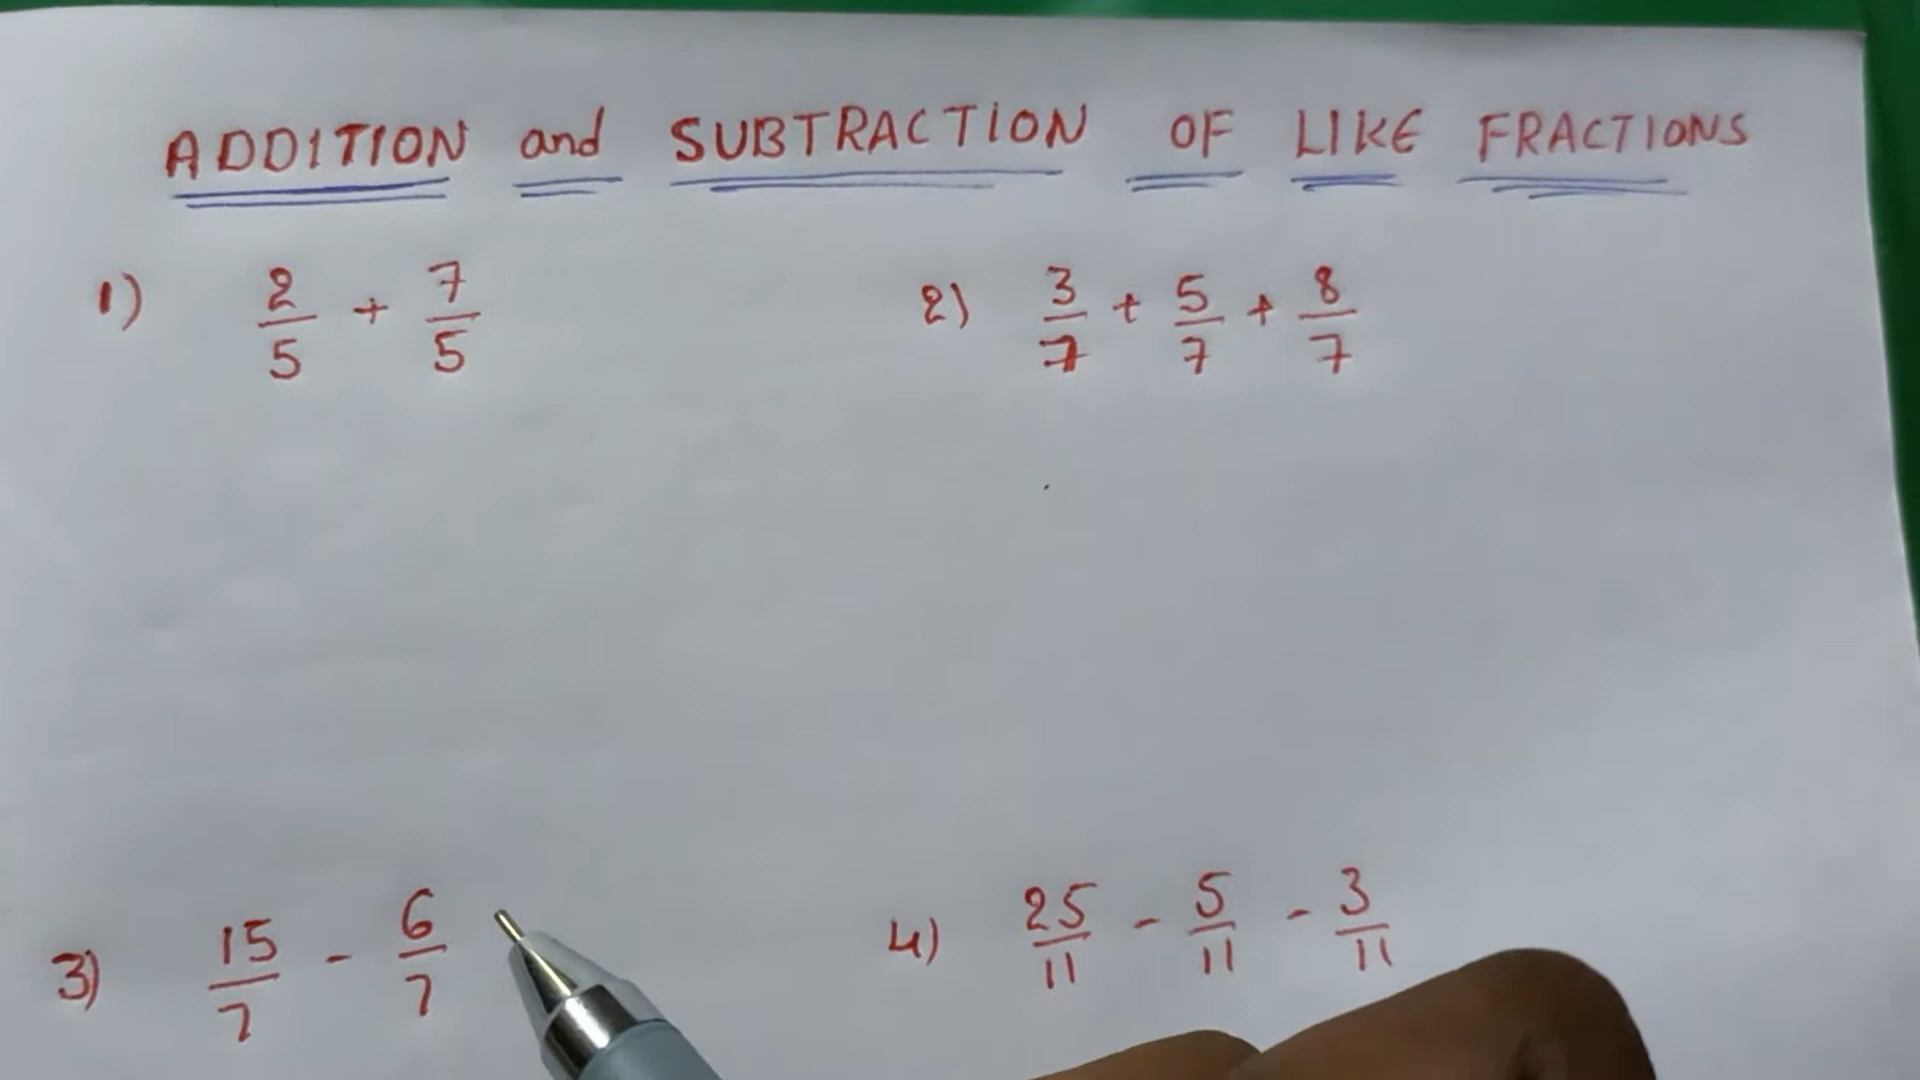 ADDITION and SUBTRACTION OF LIKE FRACTIONS
1) 2/5 + 7/5
2) 3/7 + 5/7 + 8/7
3) 15/7 - 6/7
4) 25/11 - 5/11 - 3/11